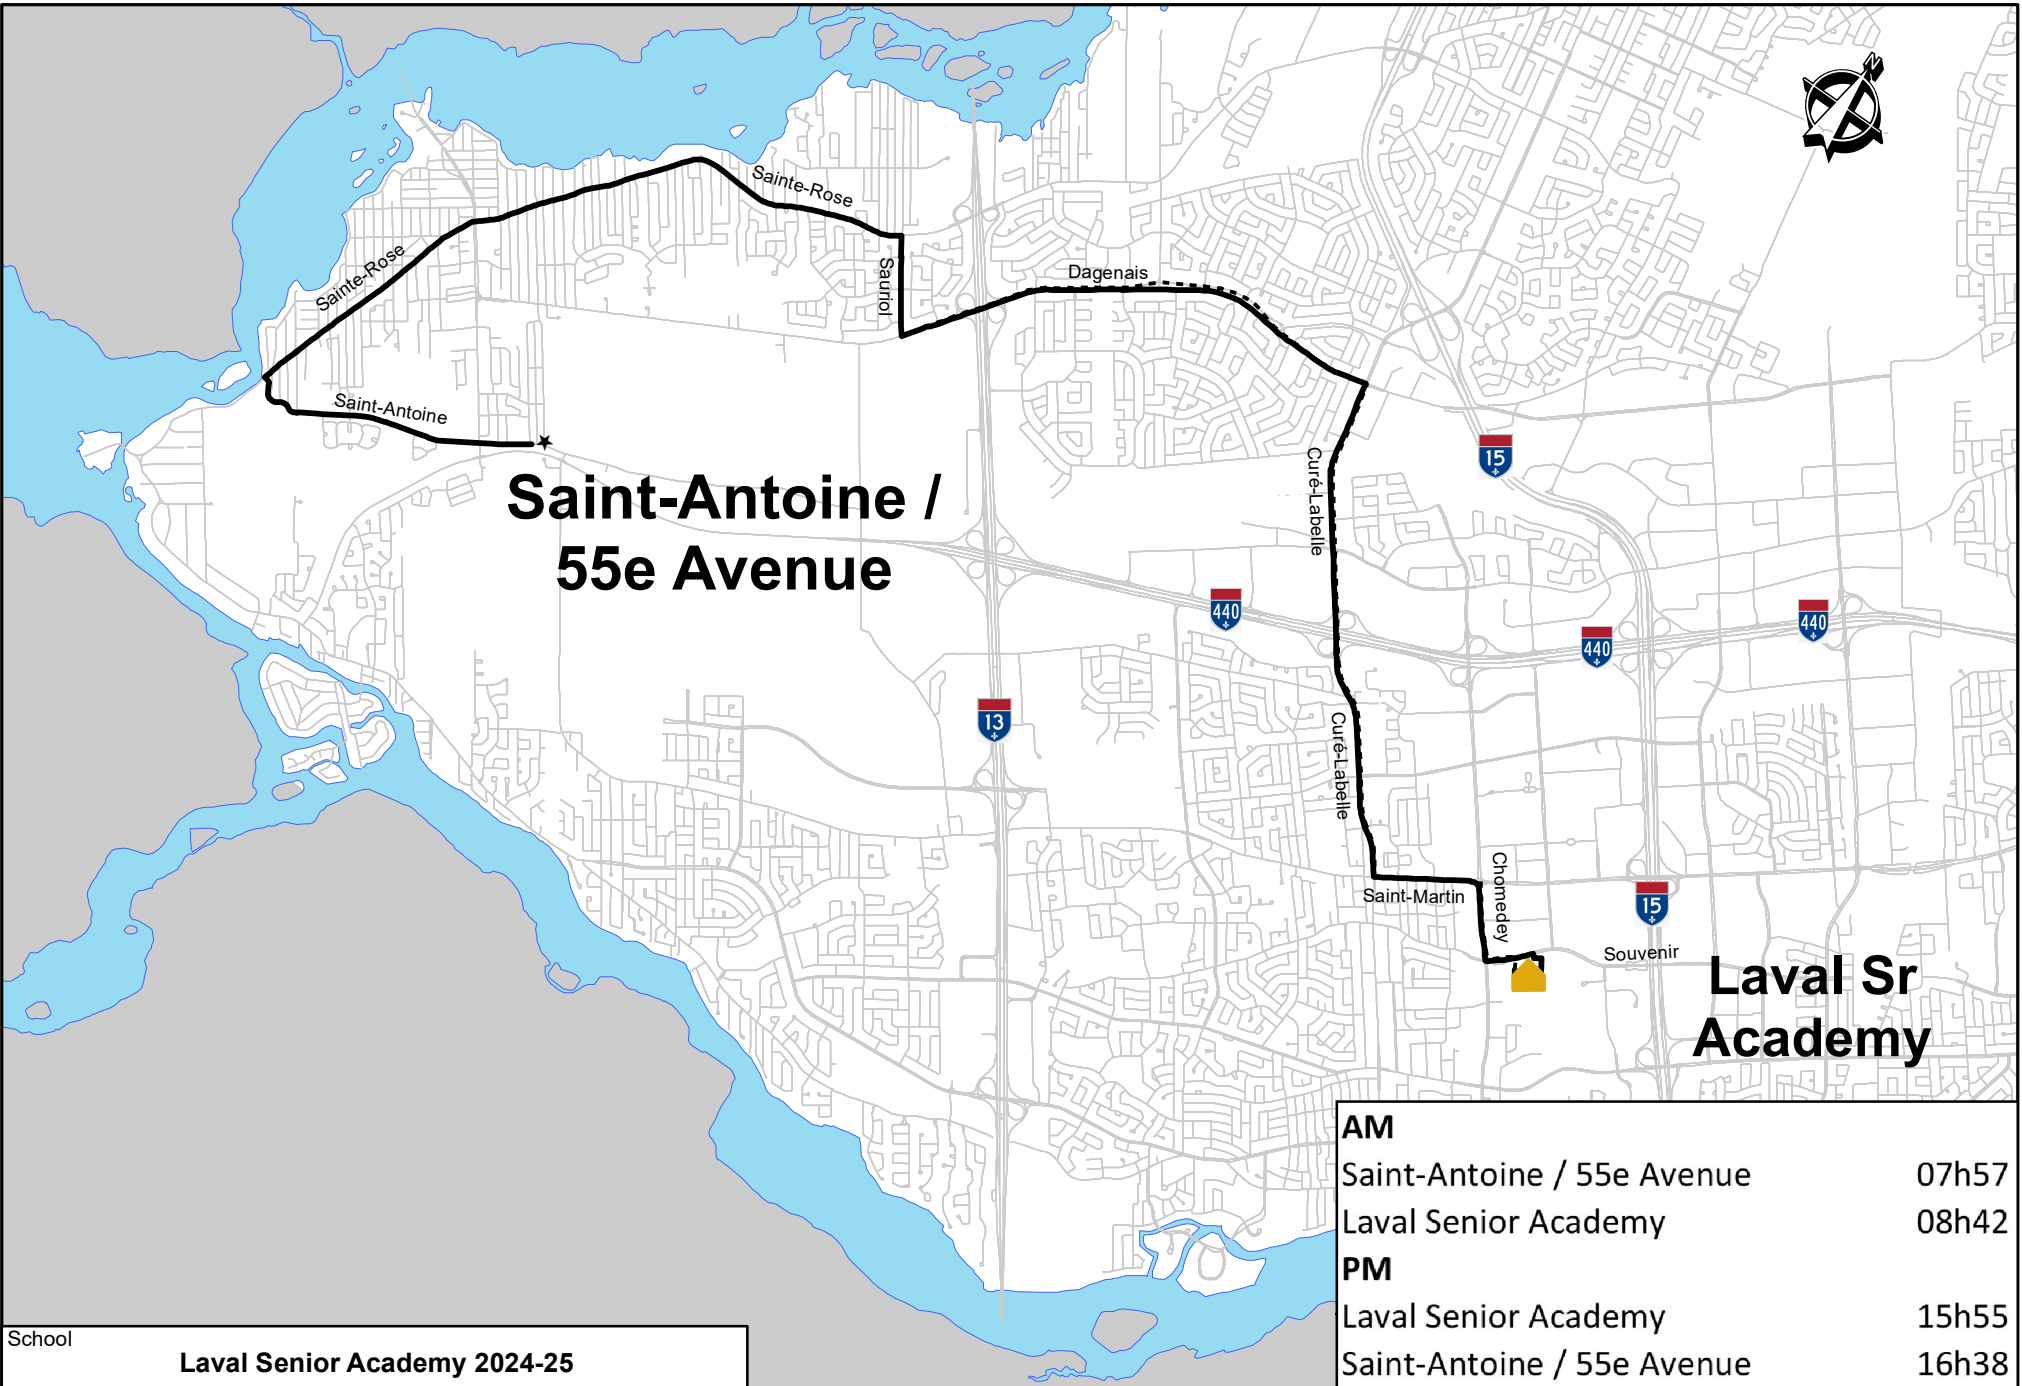 N
Sainte-Rose
Sainte-Rose
Sauriol
Dagenais
Saint-Antoine
Saint-Antoine /
55e Avenue
Curé-Labelle
15
440
440
440
13
Curé-Labelle
Chomedey
Saint-Martin
15
Souvenir
Laval Sr
Academy
AM
Saint-Antoine / 55e Avenue 07h57
Laval Senior Academy 08h42
PM
Laval Senior Academy 15h55
Saint-Antoine / 55e Avenue 16h38
School
Laval Senior Academy 2024-25